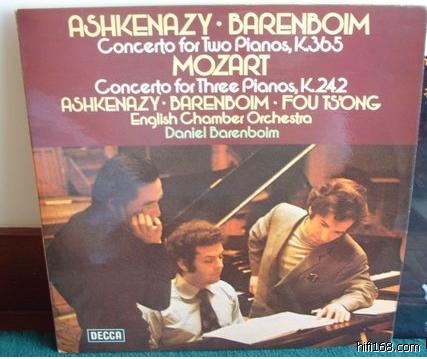 ASHKENAZY · BARENBOIM
Concerto for Two Pianos, K.365
MOZART
Concerto for Three Pianos, K.242
ASHKENAZY · BARENBOIM · FOU TS'ONG
English Chamber Orchestra
Daniel Barenboim
DECCA
hifi168.com